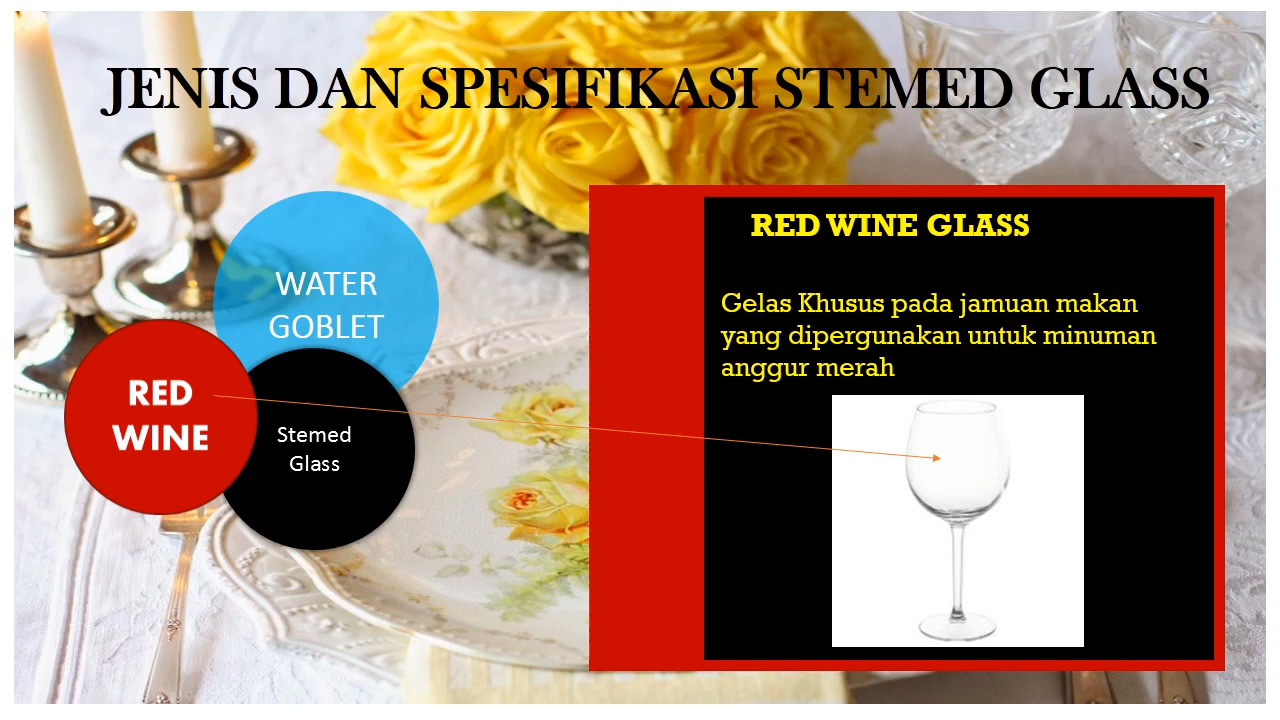 JENIS DAN SPESIFIKASI STEMED GLASS
WATER
GOBLET
RED
WINE
Stemed
Glass
RED WINE GLASS
Gelas Khusus pada jamuan makan
yang dipergunakan untuk minuman
anggur merah